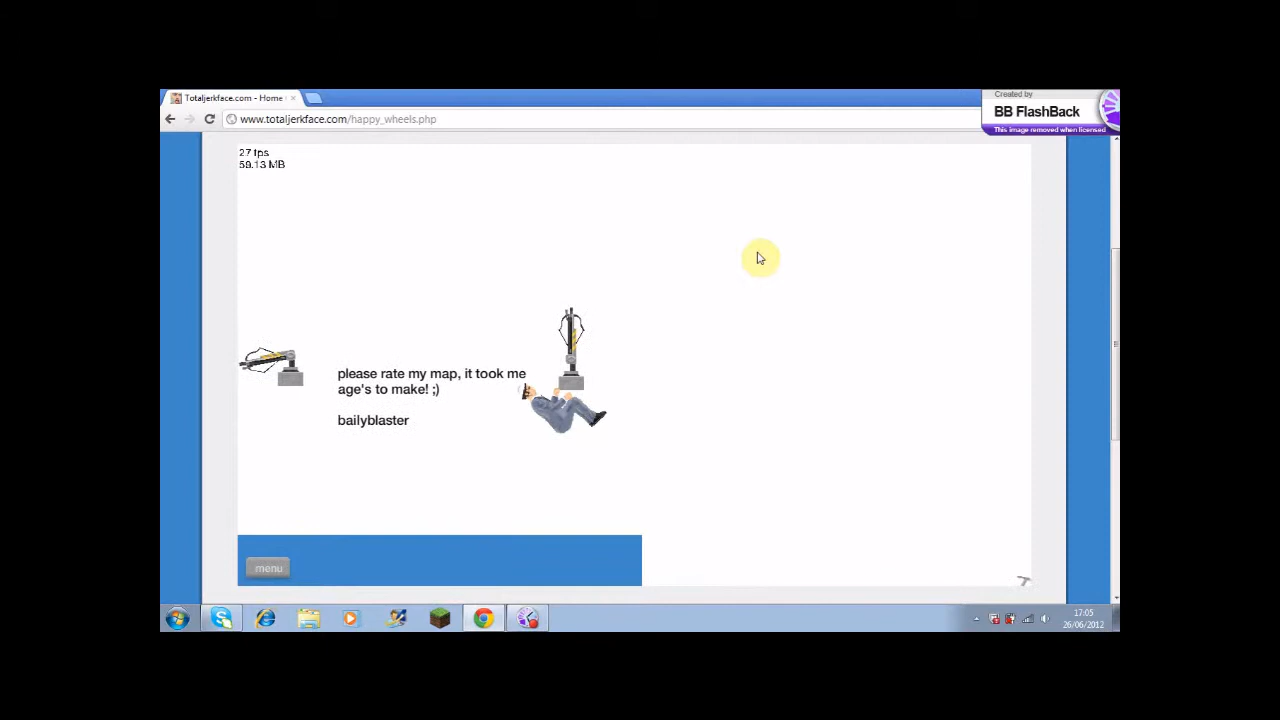 Totaljerkface.com - Home
Created by
BB FlashBack
This image removed when licensed
www.totaljerkface.com/happy_wheels.php
27 fps
59.13 MB
please rate my map, it took me
age's to make! ;)
bailyblaster
menu
17:05
26/06/2012